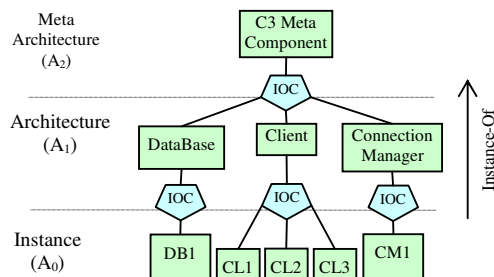 Meta
Architecture
(A₂)
C3 Meta
Component
IOC
Architecture
(A₁)
DataBase
Client
Connection
Manager
IOC
IOC
IOC
Instance
(A₀)
DB1
CL1
CL2
CL3
CM1
Instance-Of